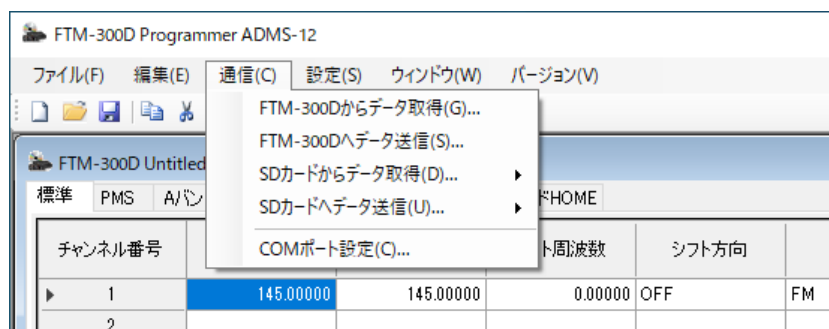 FTM-300D Programmer ADMS-12
ファイル(F) 編集(E) 通信(C) 設定(S) ウィンドウ(W) バージョン(V)
FTM-300Dからデータ取得(G)...
FTM-300Dへデータ送信(S)...
SDカードからデータ取得(D)...
SDカードへデータ送信(U)...
COMポート設定(C)...
FTM-300D Untitled
標準 PMS Aバン ドHOME
チャンネル番号 ト周波数 シフト方向
1 145.00000 145.00000 0.00000 OFF FM
2